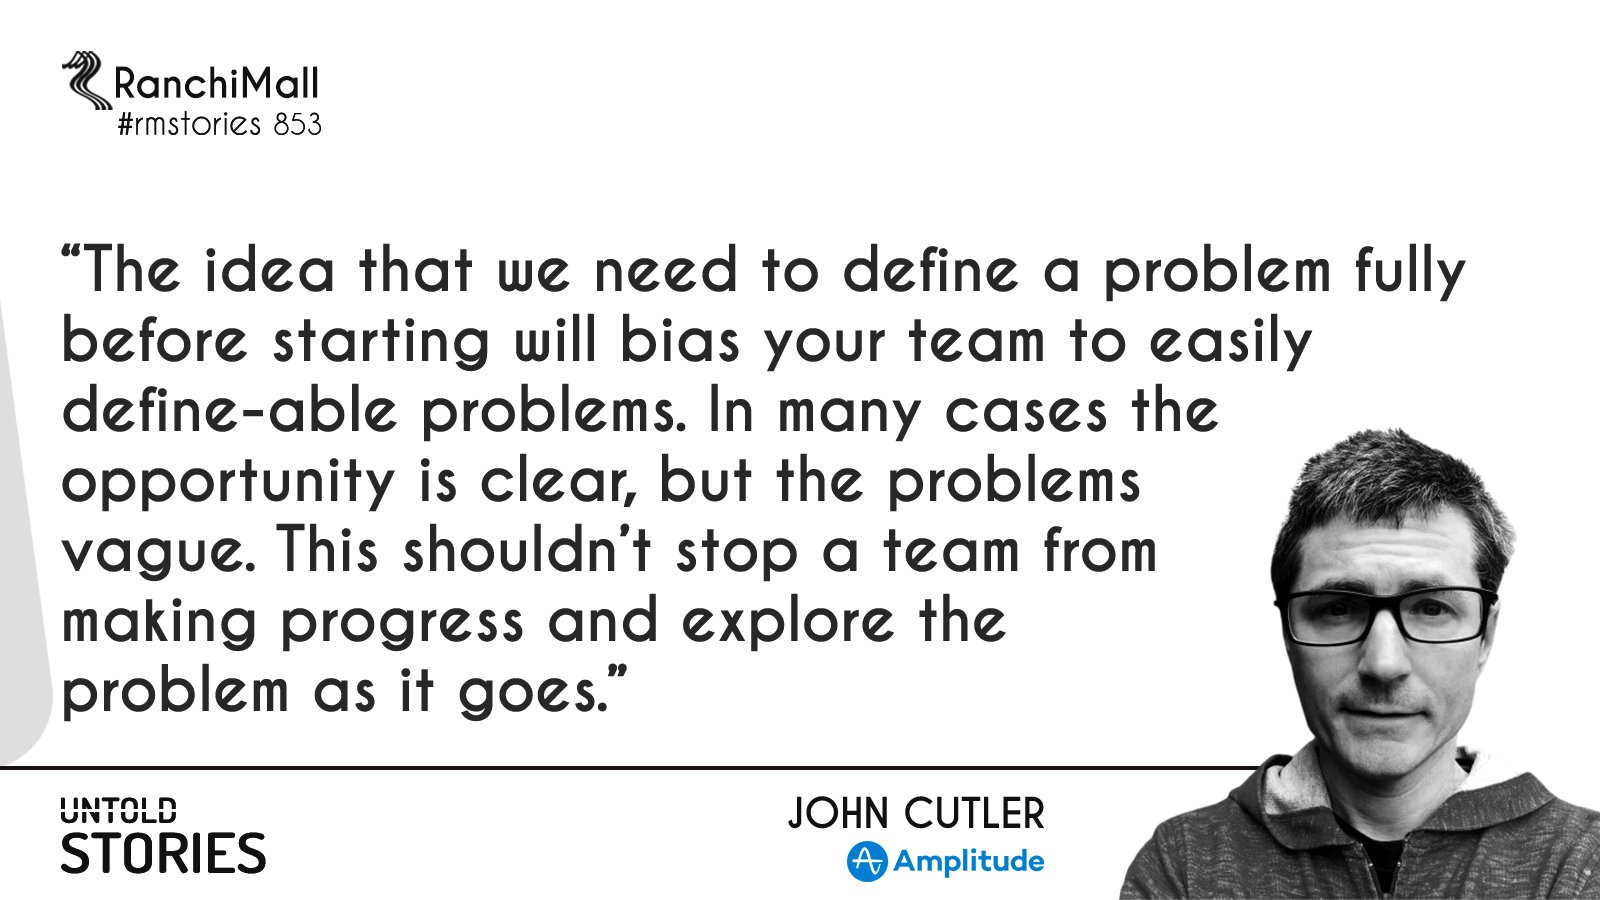 RanchiMall
#rmstories 853
“The idea that we need to define a problem fully
before starting will bias your team to easily
define-able problems. In many cases the
opportunity is clear, but the problems
vague. This shouldn’t stop a team from
making progress and explore the
problem as it goes.”
UNTOLD
STORIES
JOHN CUTLER
Amplitude